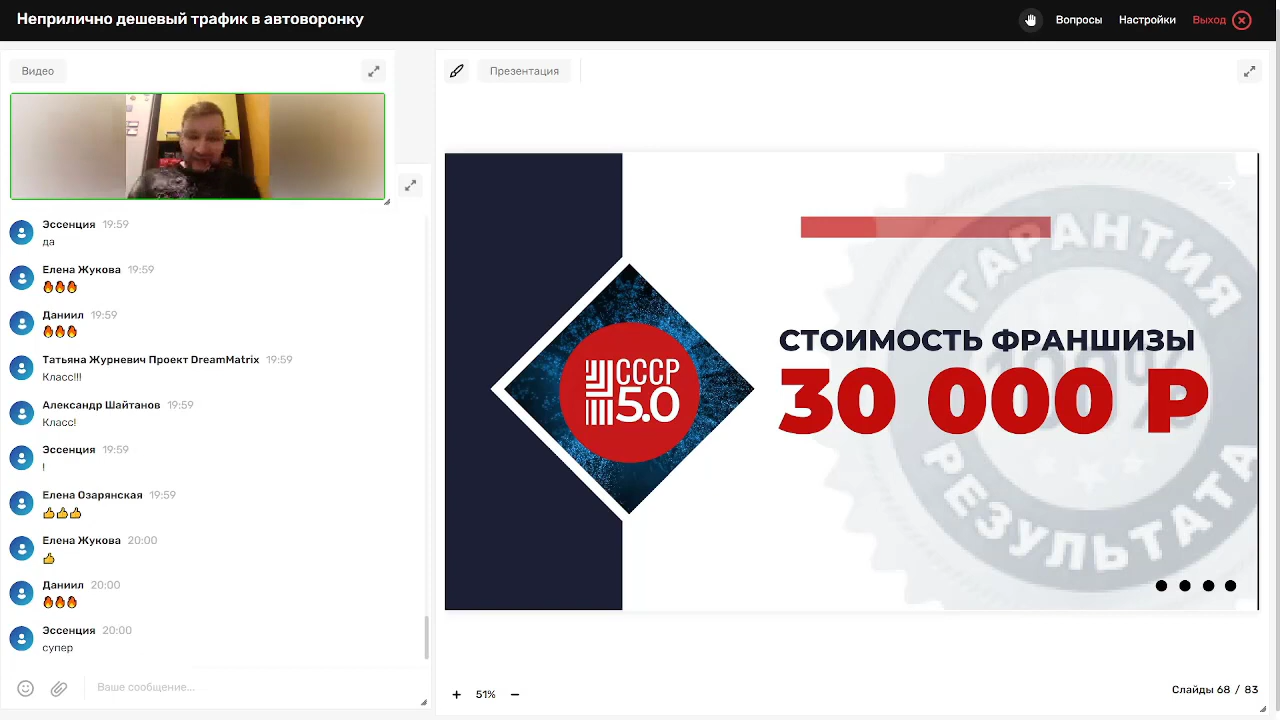 Неприлично дешевый трафик в автоворонку
Вопросы
Настройки
Выход
Видео
Презентация
Эссенция 19:59
да
Елена Жукова 19:59
🔥🔥🔥
Даниил 19:59
🔥🔥🔥
Татьяна Журневич Проект DreamMatrix 19:59
Класс!!!
Александр Шайтанов 19:59
Класс!
Эссенция 19:59
!
Елена Озарянская 19:59
👍👍👍
Елена Жукова 20:00
👍
Даниил 20:00
🔥🔥🔥
Эссенция 20:00
супер
Ваше сообщение...
СССР
5.0
ГАРАНТИЯ
100%
РЕЗУЛЬТАТА
СТОИМОСТЬ ФРАНШИЗЫ
30 000 Р
+ 51% −
Слайды 68 / 83